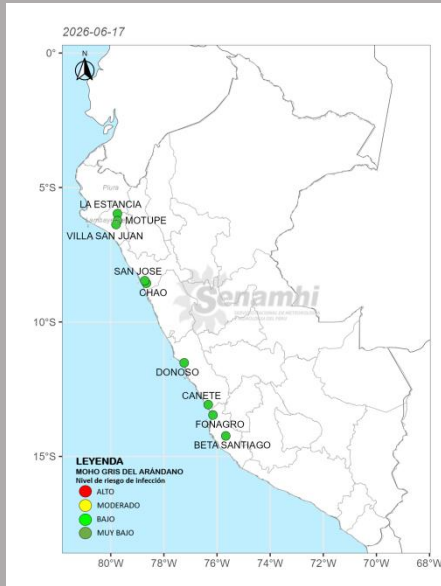 2026-06-17
N
0°
5°S
10°S
15°S
Piura
LA ESTANCIA
MOTUPE
VILLA SAN JUAN
SAN JOSE
CHAO
Senamhi
DONOSO
CANETE
FONAGRO
BETA SANTIAGO
LEYENDA
MOHO GRIS DEL ARÁNDANO
Nivel de riesgo de infección
ALTO
MODERADO
BAJO
MUY BAJO
80°W 78°W 76°W 74°W 72°W 70°W 68°W